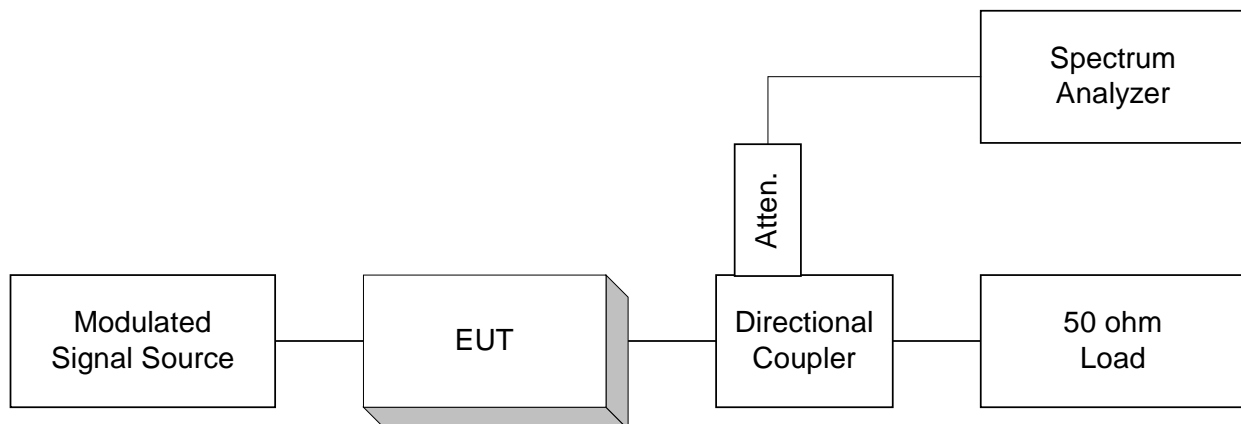 Spectrum
Analyzer
Atten.
Modulated
Signal Source
EUT
Directional
Coupler
50 ohm
Load